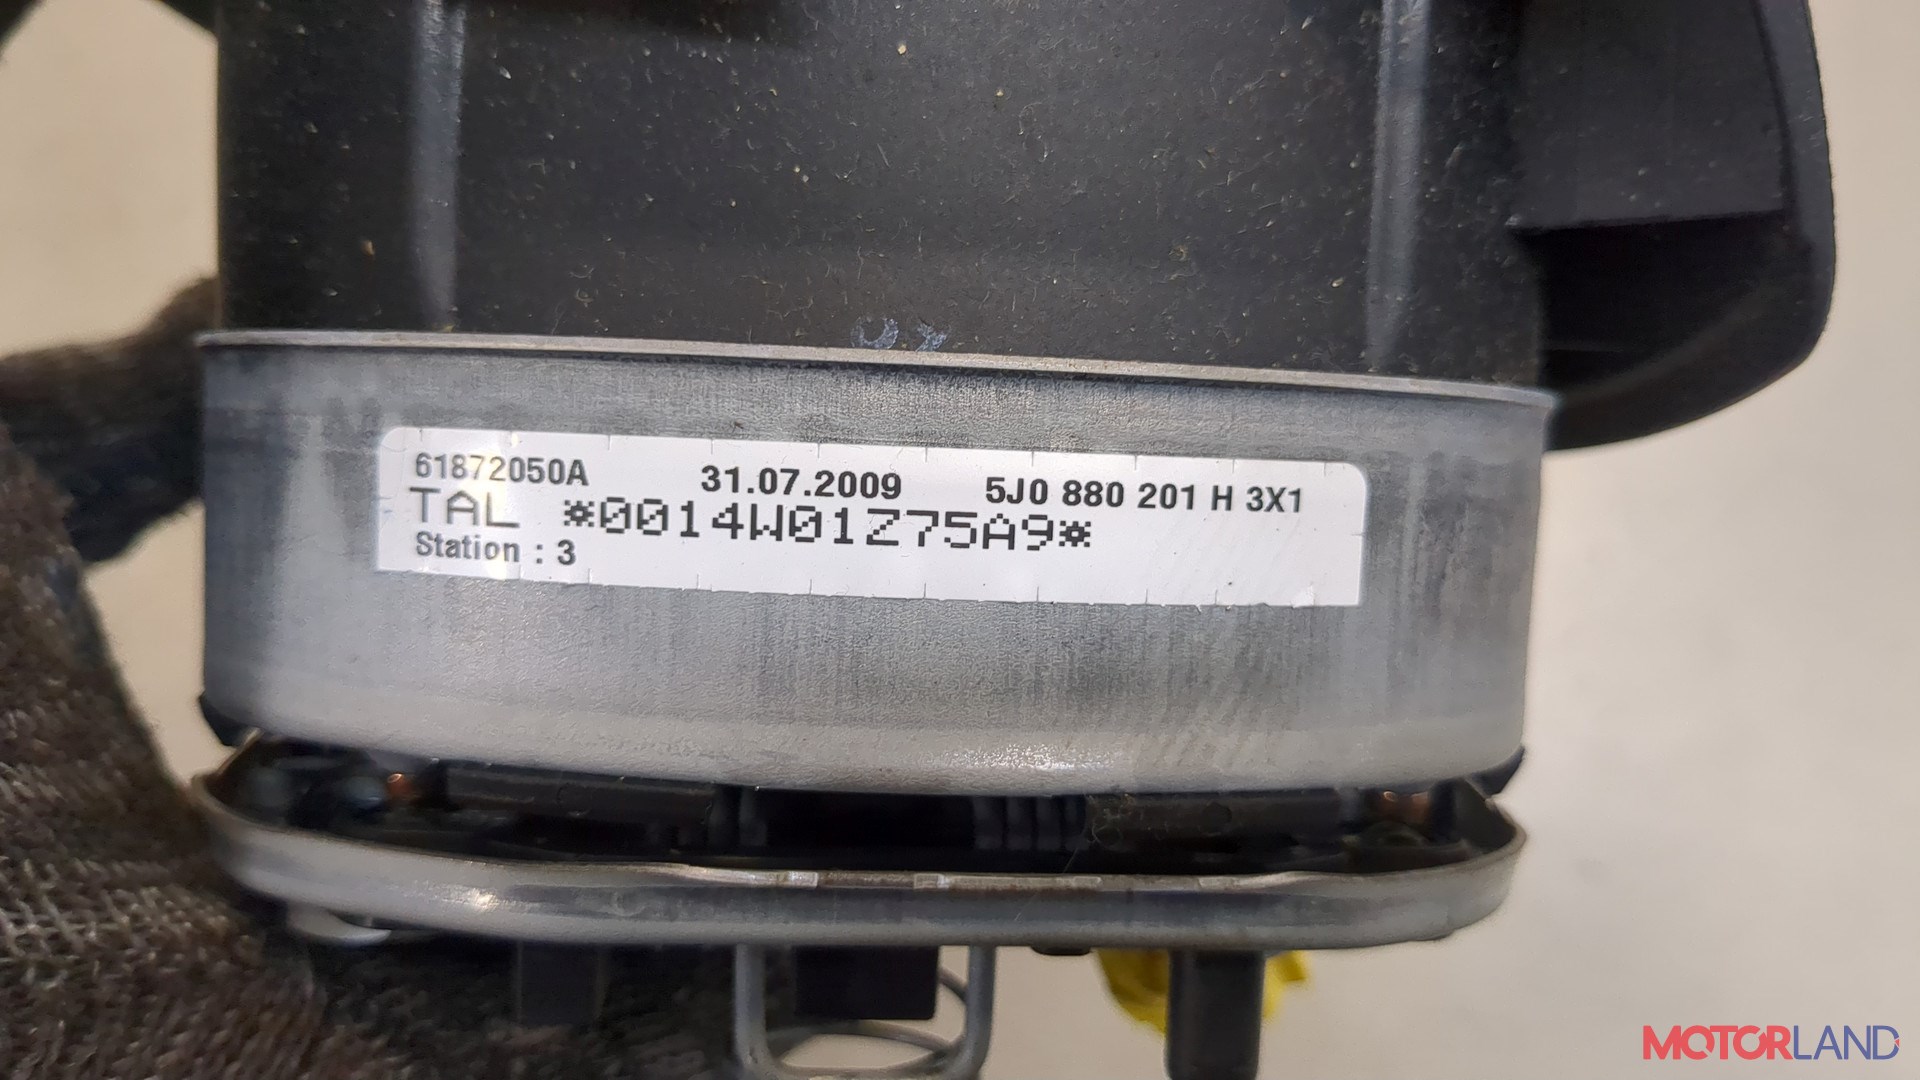 61872050A 31.07.2009 5J0 880 201 H 3X1
TAL *0014W01Z75A9*
Station : 3
MOTORLAND